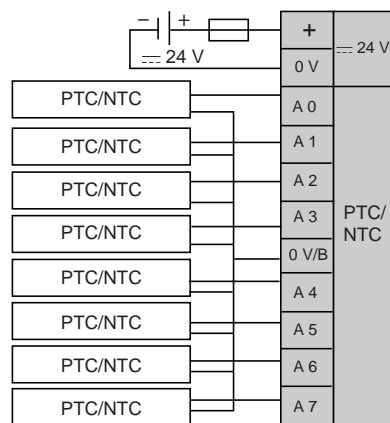 − + +
⎓ 24 V
⎓ 24 V
0 V
PTC/NTC A 0
PTC/NTC A 1
PTC/NTC A 2
PTC/NTC A 3
PTC/
NTC
0 V/B
PTC/NTC A 4
PTC/NTC A 5
PTC/NTC A 6
PTC/NTC A 7